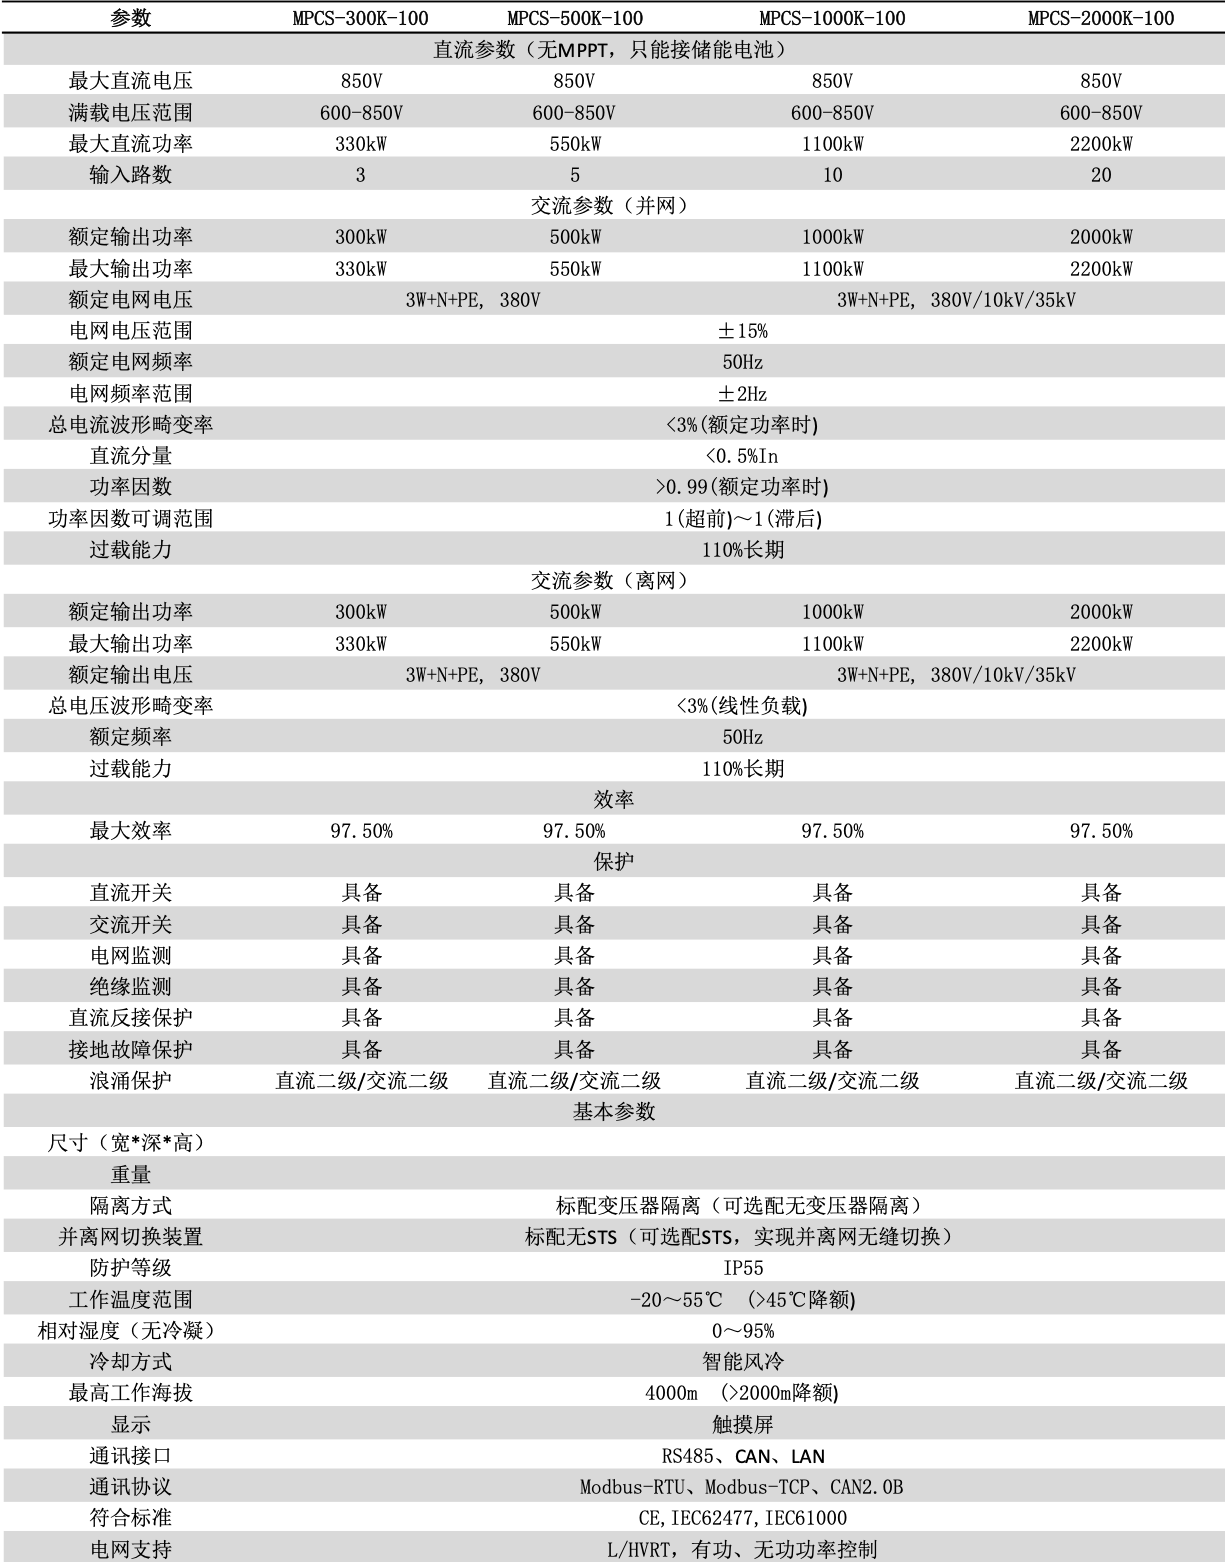 参数 MPCS-300K-100 MPCS-500K-100 MPCS-1000K-100 MPCS-2000K-100
直流参数（无MPPT，只能接储能电池）
最大直流电压 850V 850V 850V 850V
满载电压范围 600-850V 600-850V 600-850V 600-850V
最大直流功率 330kW 550kW 1100kW 2200kW
输入路数 3 5 10 20
交流参数（并网）
额定输出功率 300kW 500kW 1000kW 2000kW
最大输出功率 330kW 550kW 1100kW 2200kW
额定电网电压 3W+N+PE, 380V 3W+N+PE, 380V/10kV/35kV
电网电压范围 ±15%
额定电网频率 50Hz
电网频率范围 ±2Hz
总电流波形畸变率 <3%(额定功率时)
直流分量 <0.5%In
功率因数 >0.99(额定功率时)
功率因数可调范围 1(超前)～1(滞后)
过载能力 110%长期
交流参数（离网）
额定输出功率 300kW 500kW 1000kW 2000kW
最大输出功率 330kW 550kW 1100kW 2200kW
额定输出电压 3W+N+PE, 380V 3W+N+PE, 380V/10kV/35kV
总电压波形畸变率 <3%(线性负载)
额定频率 50Hz
过载能力 110%长期
效率
最大效率 97.50% 97.50% 97.50% 97.50%
保护
直流开关 具备 具备 具备 具备
交流开关 具备 具备 具备 具备
电网监测 具备 具备 具备 具备
绝缘监测 具备 具备 具备 具备
直流反接保护 具备 具备 具备 具备
接地故障保护 具备 具备 具备 具备
浪涌保护 直流二级/交流二级 直流二级/交流二级 直流二级/交流二级 直流二级/交流二级
基本参数
尺寸（宽*深*高）
重量
隔离方式 标配变压器隔离（可选配无变压器隔离）
并离网切换装置 标配无STS（可选配STS，实现并离网无缝切换）
防护等级 IP55
工作温度范围 -20～55℃ (>45℃降额)
相对湿度（无冷凝） 0～95%
冷却方式 智能风冷
最高工作海拔 4000m (>2000m降额)
显示 触摸屏
通讯接口 RS485、CAN、LAN
通讯协议 Modbus-RTU、Modbus-TCP、CAN2.0B
符合标准 CE,IEC62477,IEC61000
电网支持 L/HVRT，有功、无功功率控制